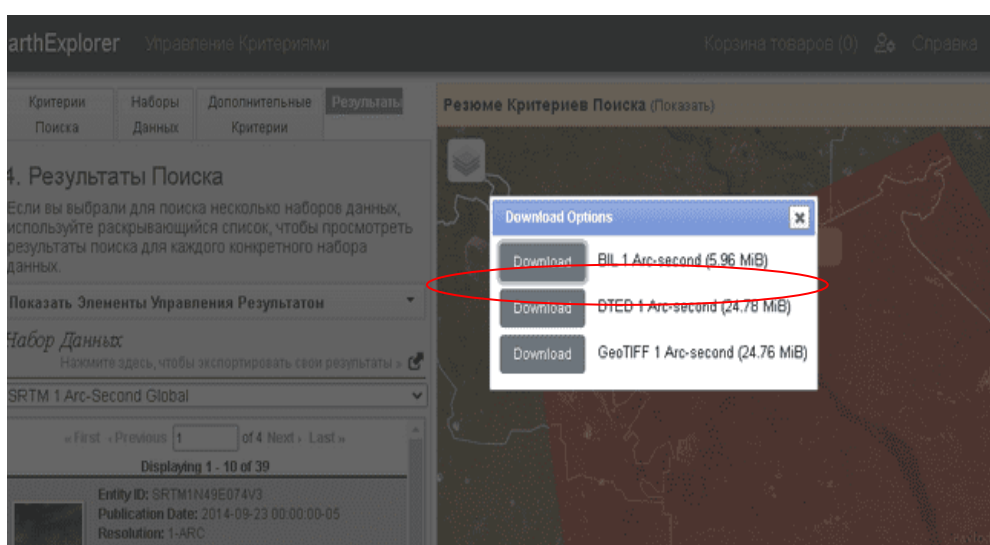 arthExplorer Управление Критериями Корзина товаров (0) Справка
Критерии Поиска
Наборы Данных
Дополнительные Критерии
Результаты
Резюме Критериев Поиска (Показать)
4. Результаты Поиска
Если вы выбрали для поиска несколько наборов данных,
используйте раскрывающийся список, чтобы просмотреть
результаты поиска для каждого конкретного набора
данных.
Показать Элементы Управления Результатом
Набор Данных
Нажмите здесь, чтобы экспортировать свои результаты »
SRTM 1 Arc-Second Global
« First ‹ Previous 1 of 4 Next › Last »
Displaying 1 - 10 of 39
Entity ID: SRTM1N49E074V3
Publication Date: 2014-09-23 00:00:00-05
Resolution: 1-ARC
Download Options
Download BIL 1 Arc-second (5.96 MiB)
Download DTED 1 Arc-second (24.78 MiB)
Download GeoTIFF 1 Arc-second (24.76 MiB)